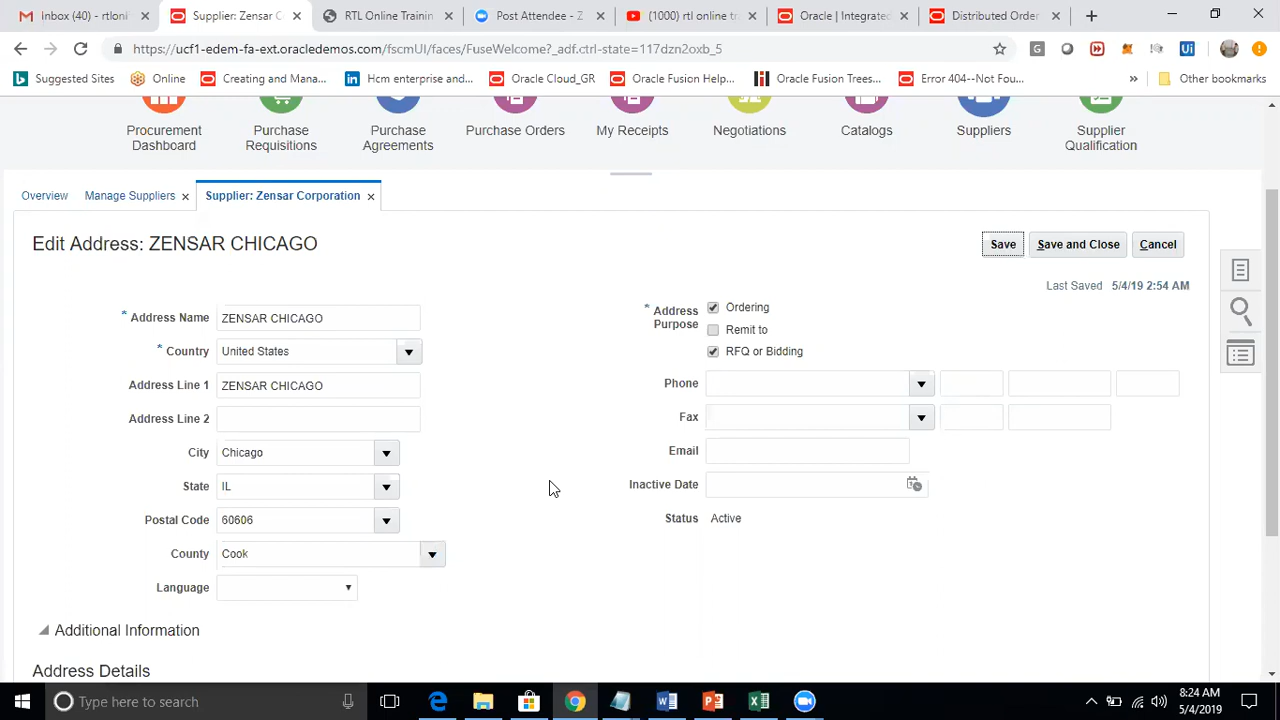 Inbox (40) - rtloni
Supplier: Zensar C
RTL Online Trainin
Post Attendee - Z
(1000) rtl online t
Oracle | Integrate
Distributed Order
https://ucf1-edem-fa-ext.oracledemos.com/fscmUI/faces/FuseWelcome?_adf.ctrl-state=117dzn2oxb_5
Suggested Sites
Online
Creating and Mana...
Hcm enterprise and...
Oracle Cloud_GR
Oracle Fusion Help...
Oracle Fusion Trees...
Error 404--Not Fou...
»
Other bookmarks
Procurement
Dashboard
Purchase
Requisitions
Purchase
Agreements
Purchase Orders
My Receipts
Negotiations
Catalogs
Suppliers
Supplier
Qualification
Overview
Manage Suppliers
Supplier: Zensar Corporation
Edit Address: ZENSAR CHICAGO
Save
Save and Close
Cancel
Last Saved 5/4/19 2:54 AM
* Address Name ZENSAR CHICAGO
* Country United States
Address Line 1 ZENSAR CHICAGO
Address Line 2
City Chicago
State IL
Postal Code 60606
County Cook
Language
* Address
Purpose
Ordering
Remit to
RFQ or Bidding
Phone
Fax
Email
Inactive Date
Status Active
Additional Information
Address Details
Type here to search
8:24 AM
5/4/2019